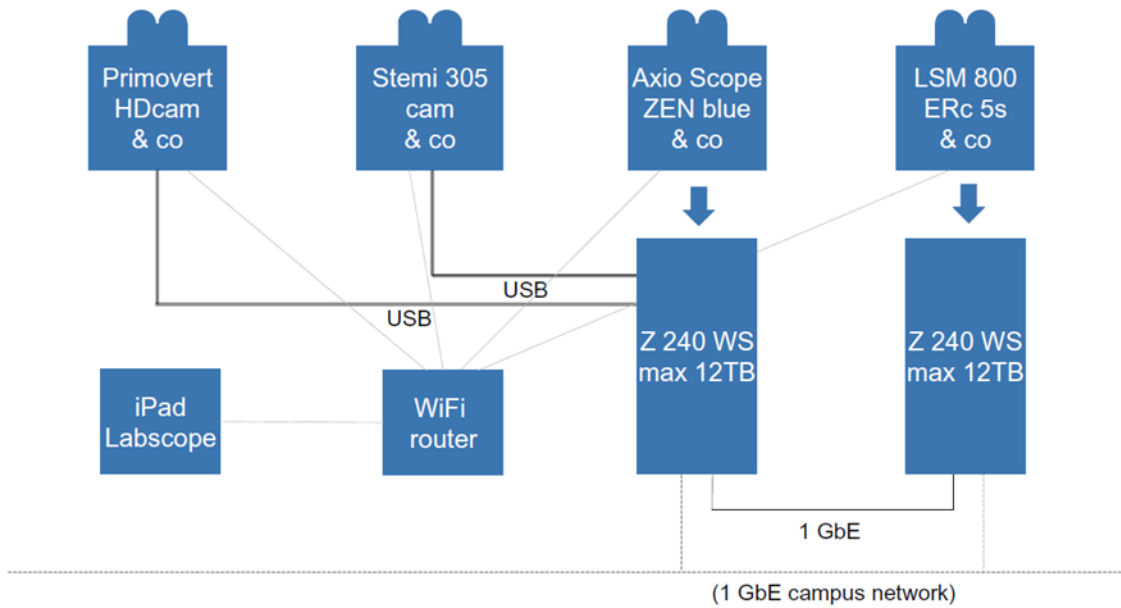 Primovert
HDcam
& co
Stemi 305
cam
& co
Axio Scope
ZEN blue
& co
LSM 800
ERc 5s
& co
USB
USB
Z 240 WS
max 12TB
Z 240 WS
max 12TB
iPad
Labscope
WiFi
router
1 GbE
(1 GbE campus network)